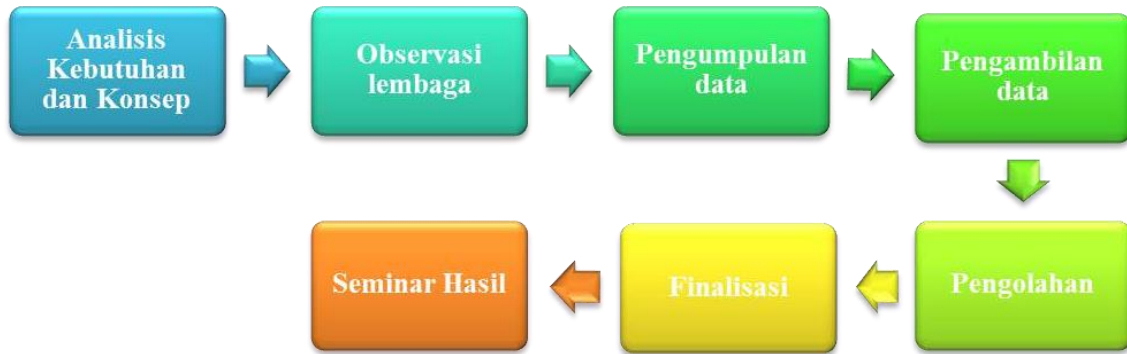 Analisis
Kebutuhan
dan Konsep
Observasi
lembaga
Pengumpulan
data
Pengambilan
data
Pengolahan
Finalisasi
Seminar Hasil